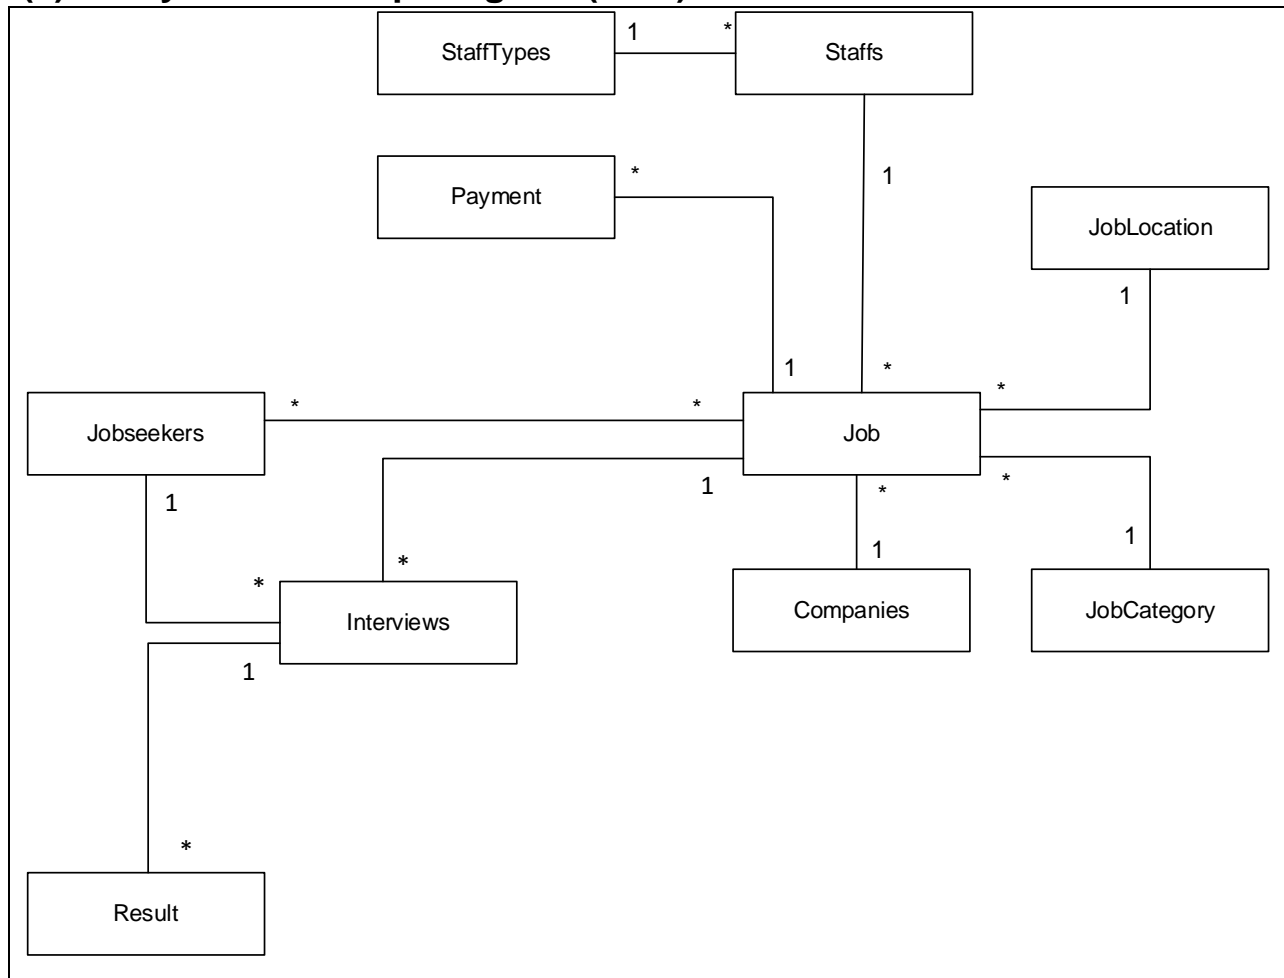 StaffTypes
1
*
Staffs
Payment
*
1
JobLocation
1
1
*
*
Jobseekers
*
*
Job
1
1
*
*
*
*
1
1
Interviews
Companies
JobCategory
1
*
Result